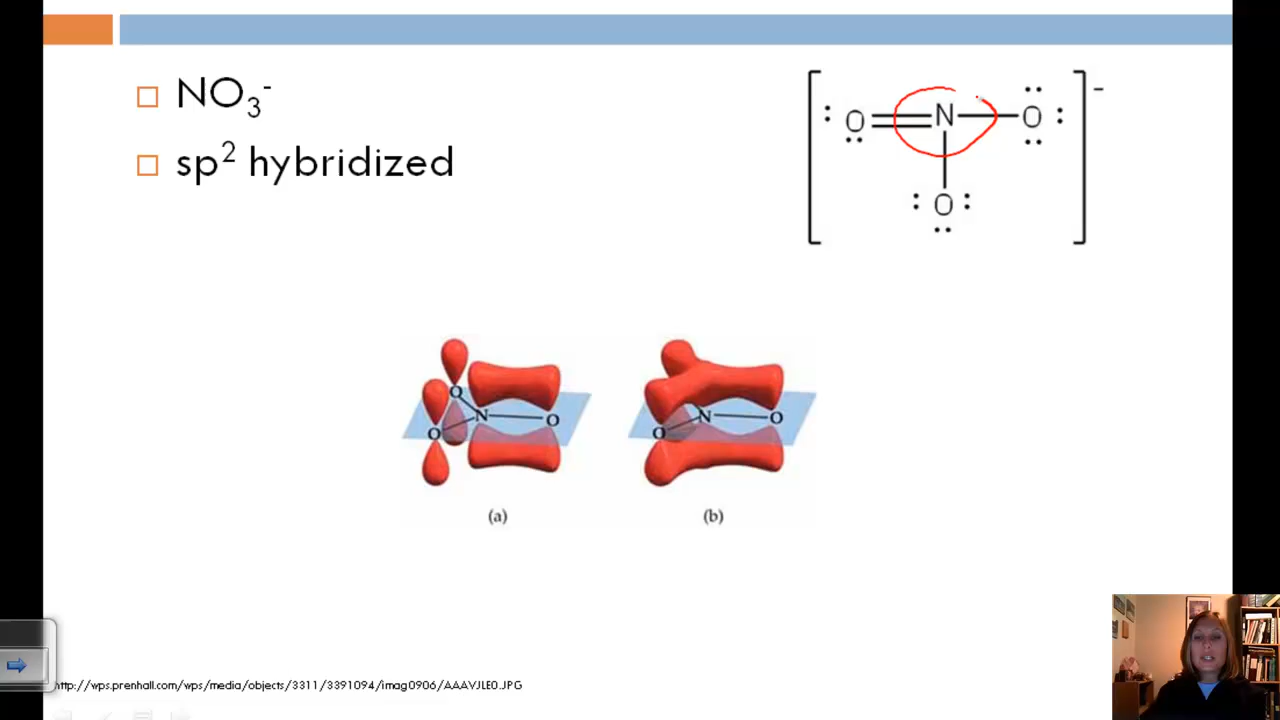 NO₃⁻
sp² hybridized
[:O=N-O:]⁻
:O:
O N O
O
N O
O
(a) (b)
http://wps.prenhall.com/wps/media/objects/3311/3391094/imag0906/AAAVJLE0.JPG